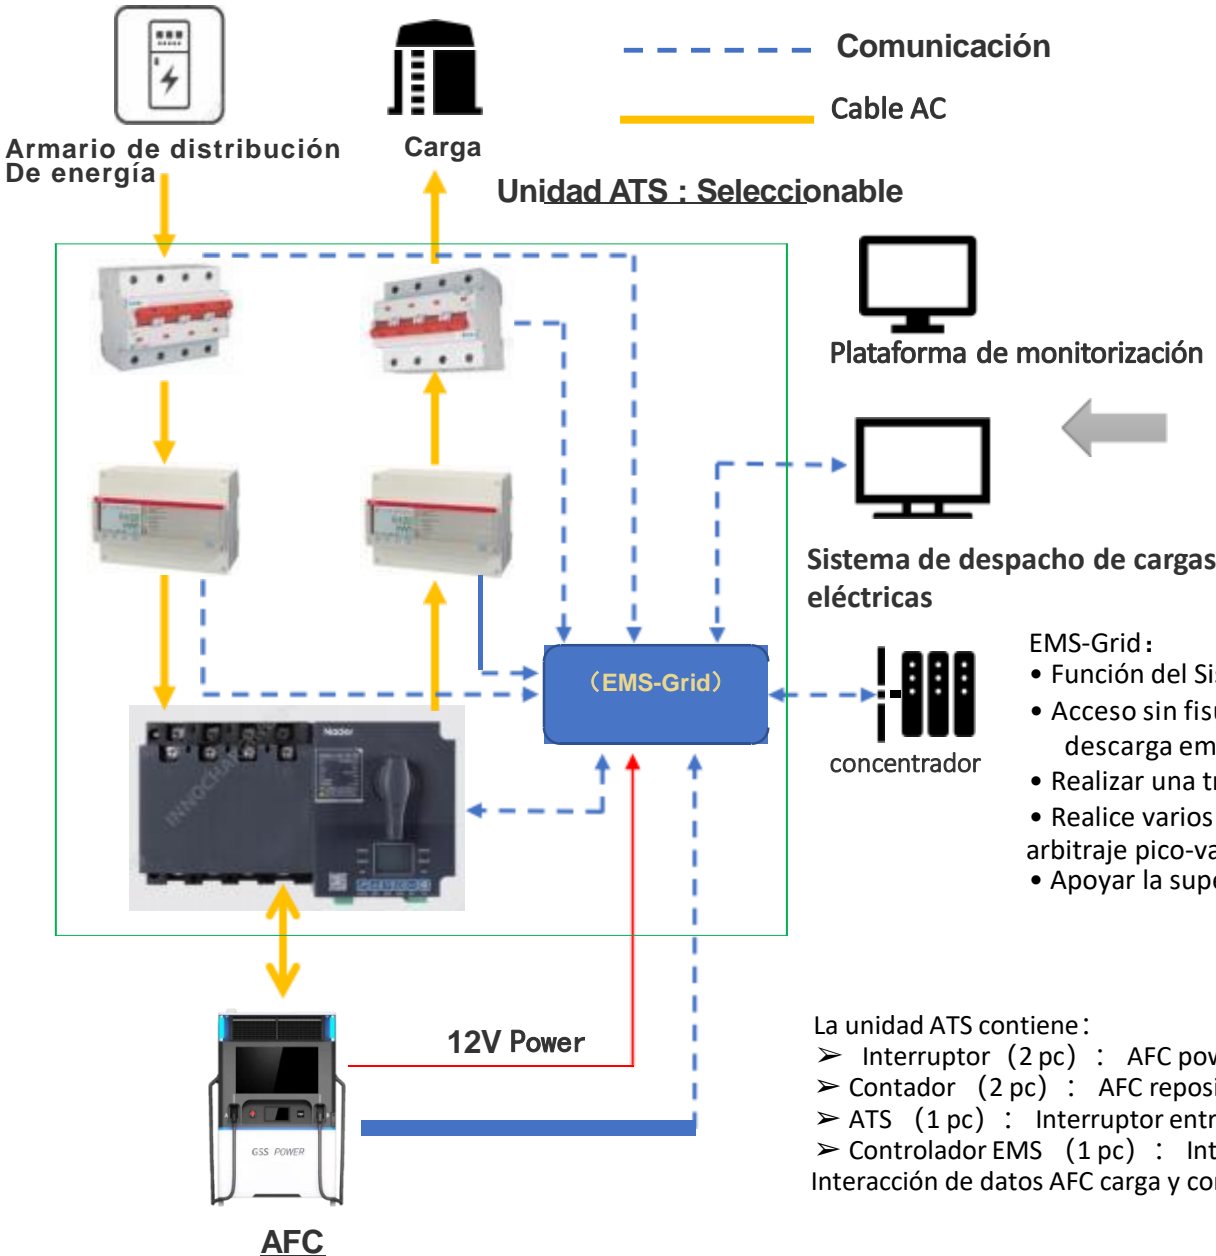 Comunicación
Cable AC
Armario de distribución
De energía
Carga
Unidad ATS : Seleccionable
Plataforma de monitorización
Sistema de despacho de cargas
eléctricas
(EMS-Grid)
concentrador
EMS-Grid:
• Función del Sis
• Acceso sin fisu
descarga em
• Realizar una tr
• Realice varios
arbitraje pico-va
• Apoyar la supe
Nader
INNOCHA
12V Power
GSS POWER
AFC
La unidad ATS contiene:
➢ Interruptor (2 pc) : AFC pow
➢ Contador (2 pc) : AFC reposi
➢ ATS (1 pc) : Interruptor entr
➢ Controlador EMS (1 pc) : Int
Interacción de datos AFC carga y cor